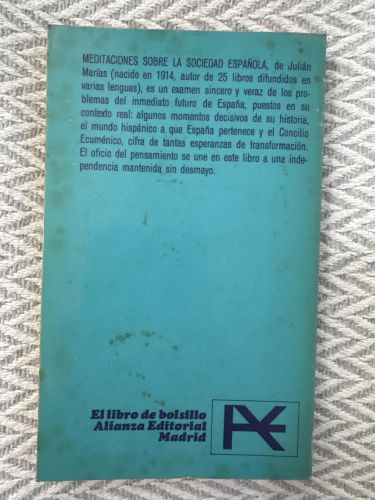 MEDITACIONES SOBRE LA SOCIEDAD ESPAÑOLA, de Julián
Marías (nacido en 1914, autor de 25 libros difundidos en
varias lenguas), es un examen sincero y veraz de los pro-
blemas del inmediato futuro de España, puestos en su
contexto real: algunos momentos decisivos de su historia,
el mundo hispánico a que España pertenece y el Concilio
Ecuménico, cifra de tantas esperanzas de transformación.
El oficio del pensamiento se une en este libro a una inde-
pendencia mantenida sin desmayo.
El libro de bolsillo
Alianza Editorial
Madrid